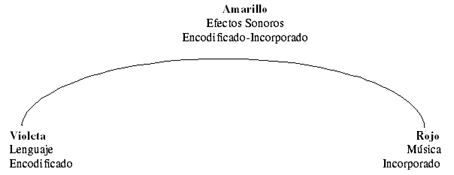 Amarillo
Efectos Sonoros
Encodificado-Incorporado
Violeta
Lenguaje
Encodificado
Rojo
Música
Incorporado